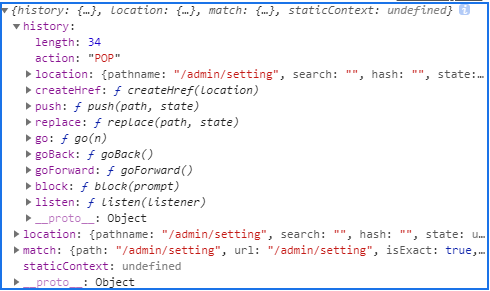 ▼{history: {…}, location: {…}, match: {…}, staticContext: undefined} i
▼history:
length: 34
action: "POP"
▶location: {pathname: "/admin/setting", search: "", hash: "", state:
▶createHref: ƒ createHref(location)
▶push: ƒ push(path, state)
▶replace: ƒ replace(path, state)
▶go: ƒ go(n)
▶goBack: ƒ goBack()
▶goForward: ƒ goForward()
▶block: ƒ block(prompt)
▶listen: ƒ listen(listener)
▶__proto__: Object
▶location: {pathname: "/admin/setting", search: "", hash: "", state: u…
▶match: {path: "/admin/setting", url: "/admin/setting", isExact: true,…
staticContext: undefined
▶__proto__: Object